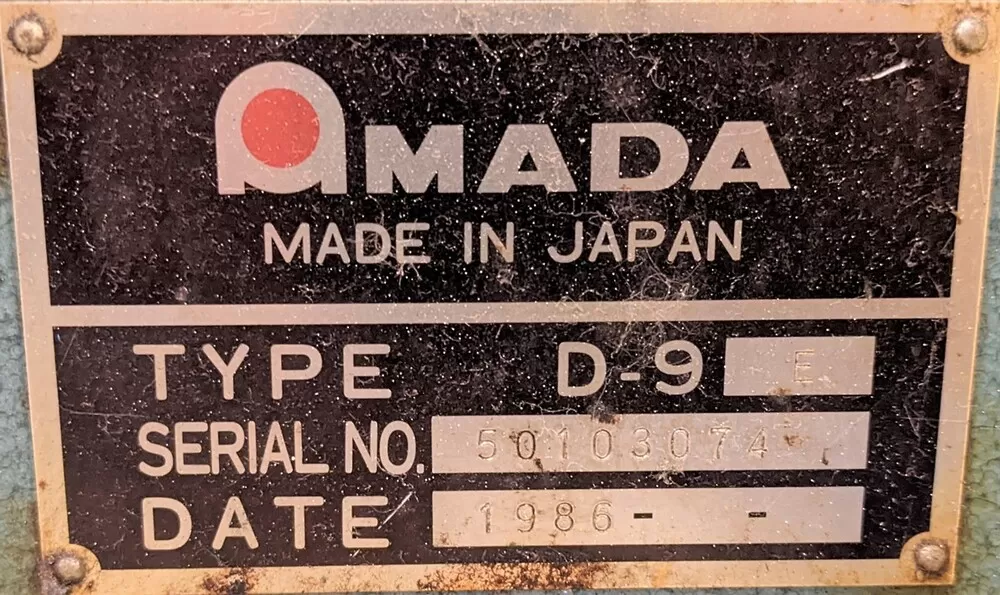 AMADA
MADE IN JAPAN
TYPE D-9 E
SERIAL NO. 50103074
DATE 1986- -